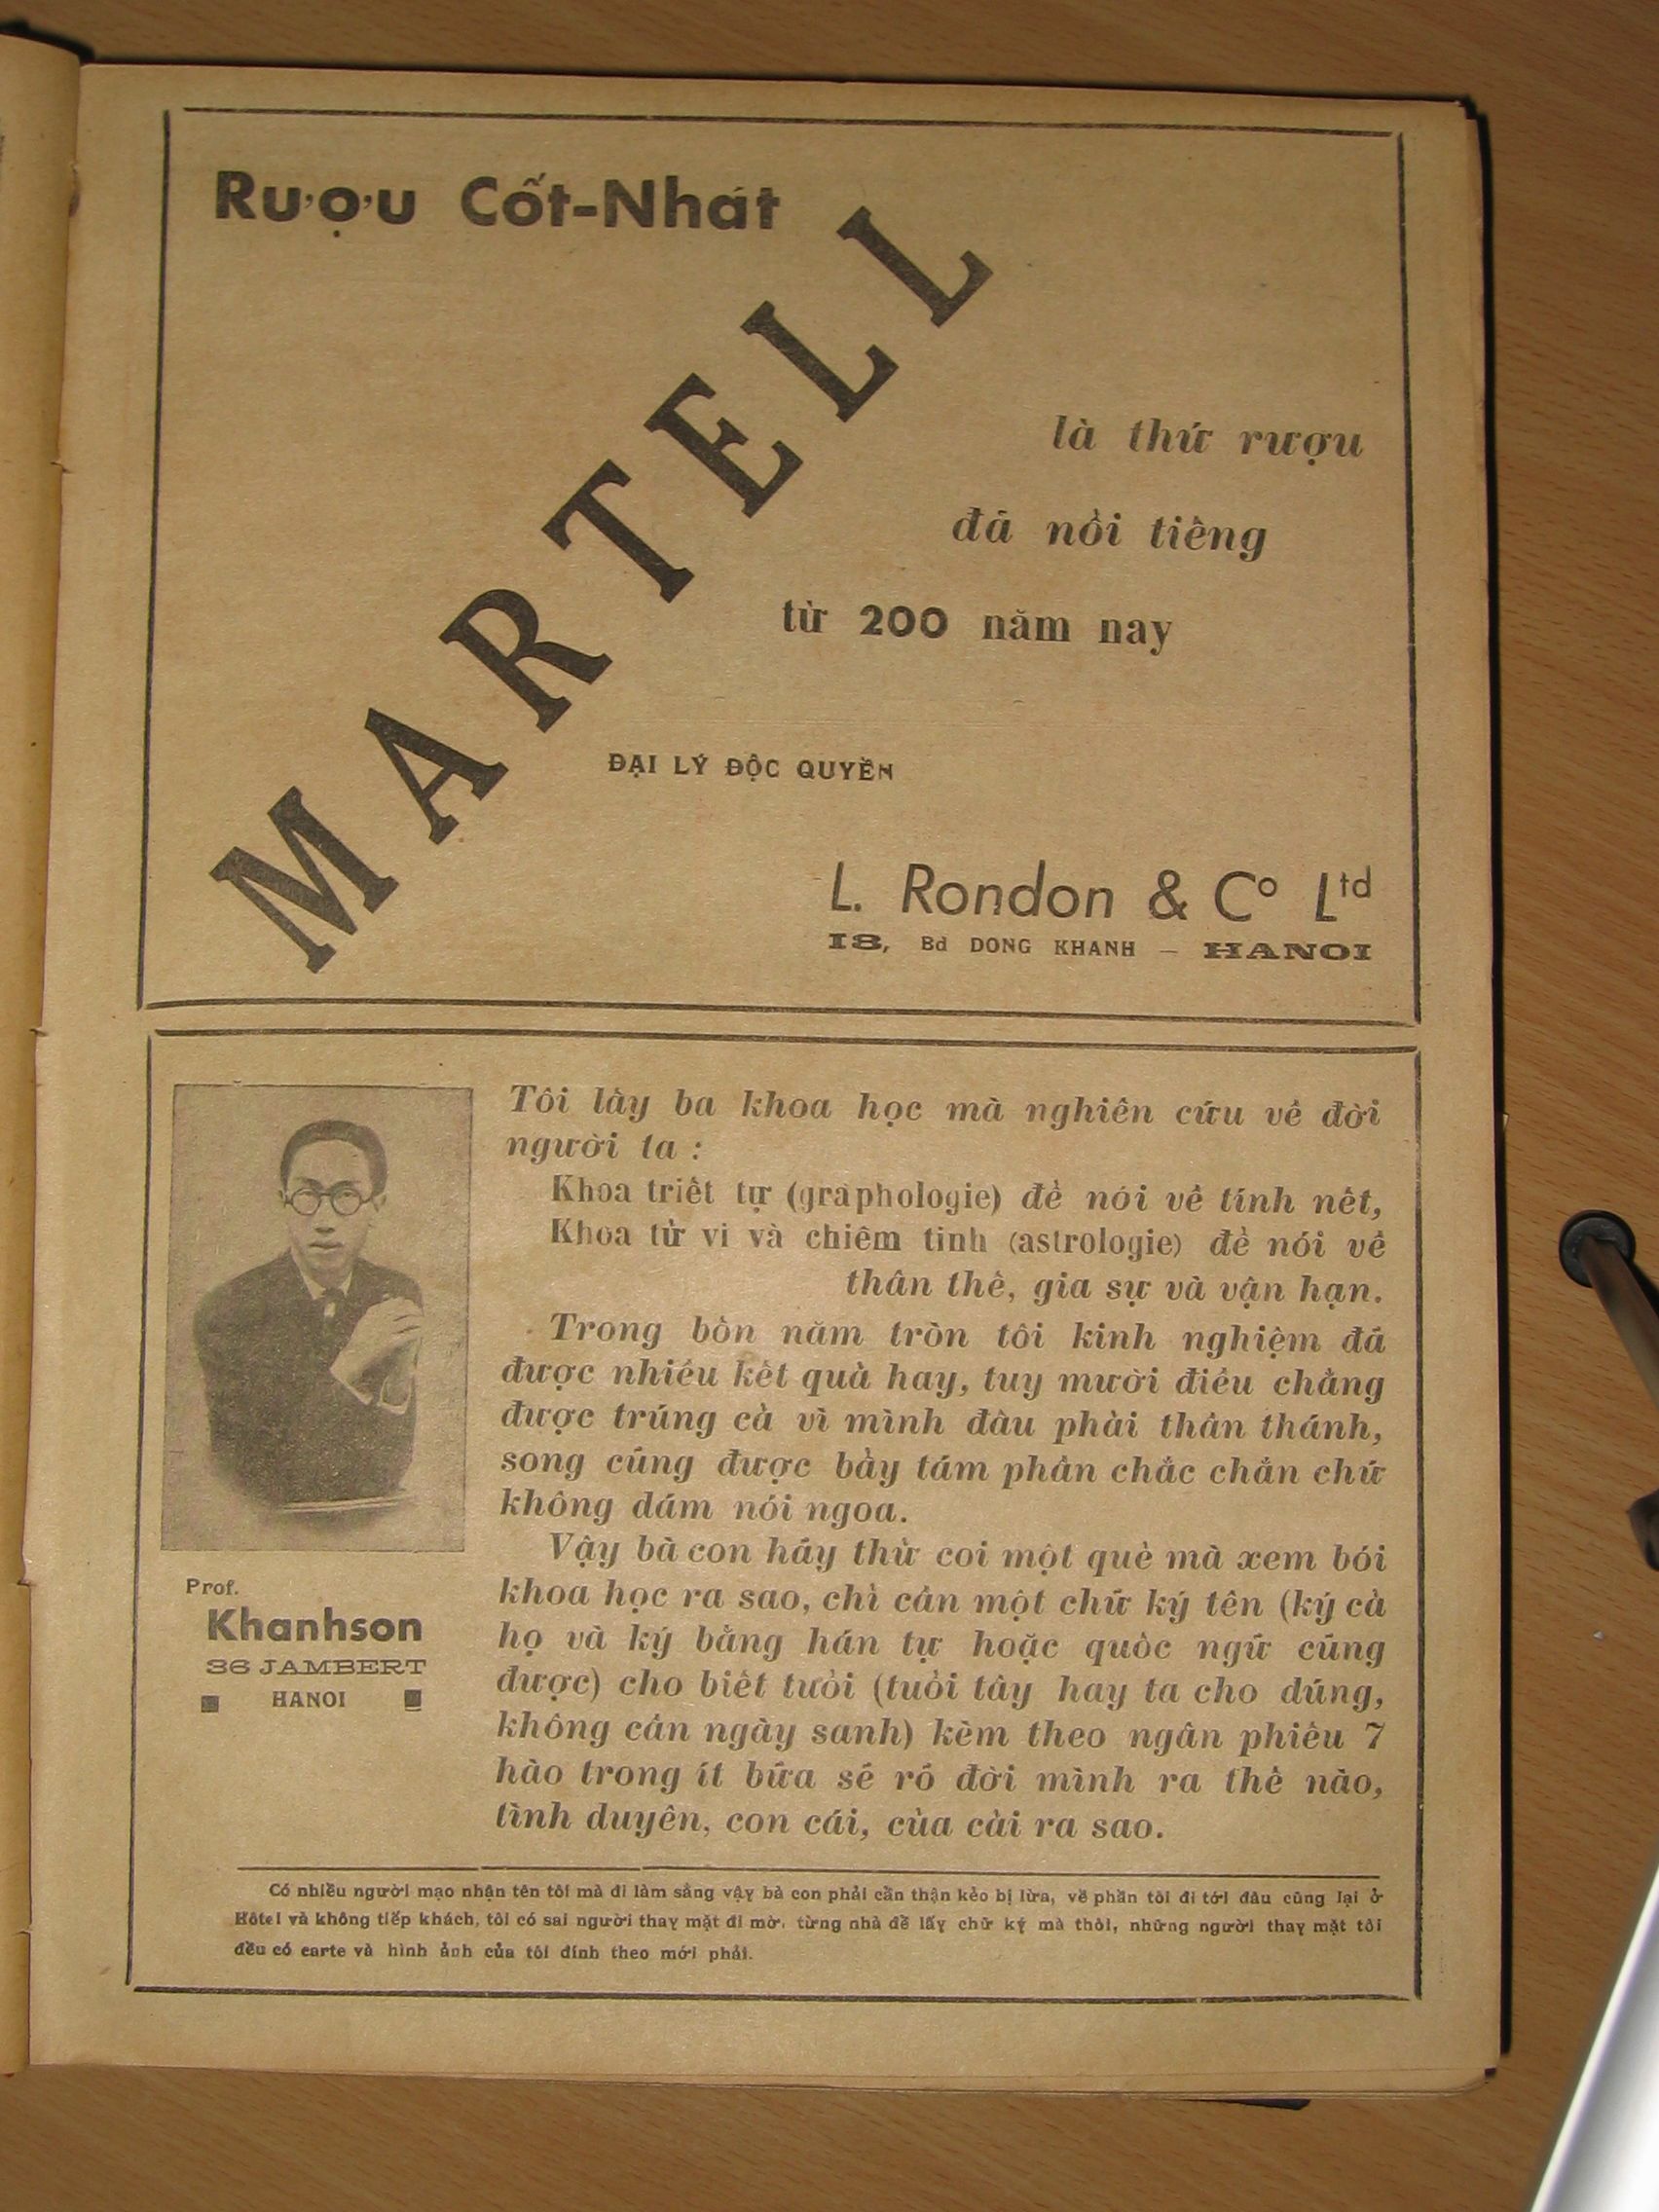 Rượu Cốt-Nhát
MARTELL
là thứ rượu
đã nổi tiếng
từ 200 năm nay
ĐẠI LÝ ĐỘC QUYỀN
L. Rondon & Cº Ltd
18, Bd DONG KHANH – HANOI
Tôi lấy ba khoa học mà nghiên cứu về đời
người ta :
Khoa triết tự (graphologie) để nói về tính nết,
Khoa tử vi và chiêm tinh (astrologie) để nói về
thân thế, gia sự và vận hạn.
Trong bốn năm tròn tôi kinh nghiệm đã
được nhiều kết quả hay, tuy mười điều chẳng
được trúng cả vì mình đâu phải thần thánh,
song cũng được bẩy tám phần chắc chắn chứ
không dám nói ngoa.
Vậy bà con hãy thử coi một quẻ mà xem bói
khoa học ra sao, chỉ cần một chữ ký tên (ký cả
họ và ký bằng hán tự hoặc quốc ngữ cũng
được) cho biết tuổi (tuổi tây hay ta cho đúng,
không cần ngày sanh) kèm theo ngân phiếu 7
hào trong ít bữa sẽ rõ đời mình ra thế nào,
tình duyên, con cái, của cải ra sao.
Prof.
Khanhson
36 JAMBERT
HANOI
Có nhiều người mạo nhận tên tôi mà đi làm sằng vậy bà con phải cẩn thận kẻo bị lừa, về phần tôi đi tới đâu cũng lại ở
Hôtel và không tiếp khách, tôi có sai người thay mặt đi mờ. từng nhà để lấy chữ ký mà thôi, những người thay mặt tôi
đều có carte và hình ảnh của tôi dính theo mới phải.